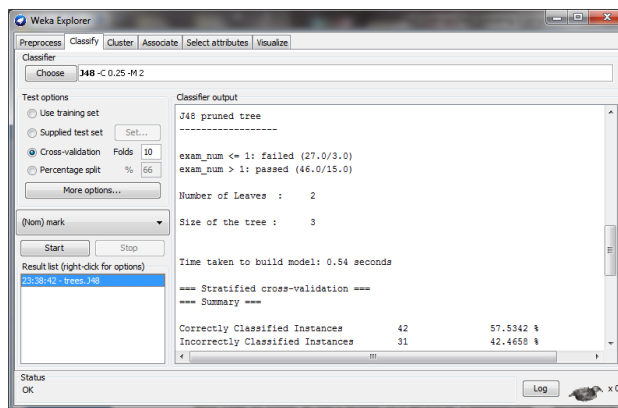 Weka Explorer
Preprocess Classify Cluster Associate Select attributes Visualize
Classifier
Choose J48 -C 0.25 -M 2
Test options
Use training set
Supplied test set Set...
Cross-validation Folds 10
Percentage split % 66
More options...
(Nom) mark
Start Stop
Result list (right-click for options)
23:38:42 - trees.J48
Classifier output
J48 pruned tree
------------------
exam_num <= 1: failed (27.0/3.0)
exam_num > 1: passed (46.0/15.0)
Number of Leaves : 2
Size of the tree : 3
Time taken to build model: 0.54 seconds
=== Stratified cross-validation ===
=== Summary ===
Correctly Classified Instances 42 57.5342 %
Incorrectly Classified Instances 31 42.4658 %
Status
OK
Log
x 0